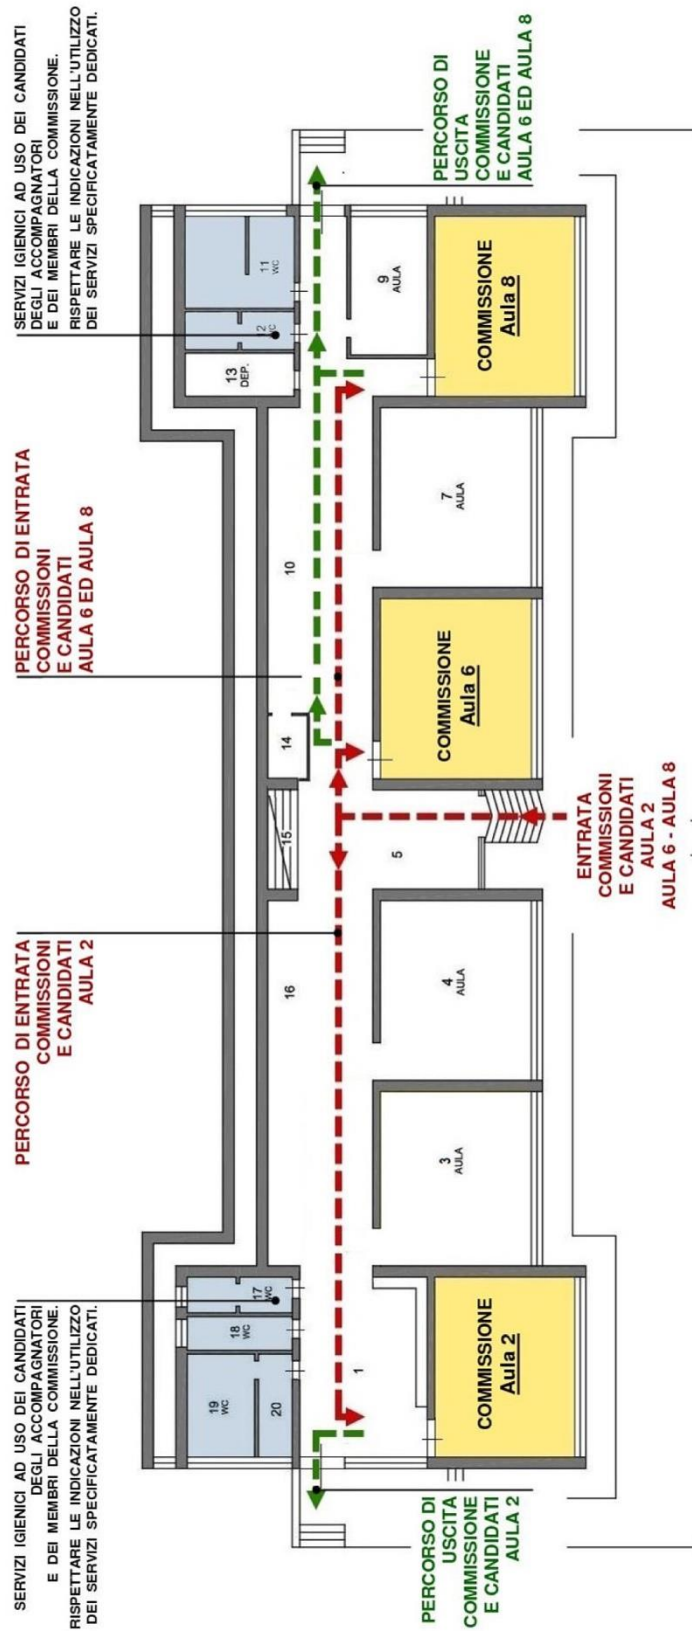 SERVIZI IGIENICI AD USO DEI CANDIDATI
DEGLI ACCOMPAGNATORI
E DEI MEMBRI DELLA COMMISSIONE.
RISPETTARE LE INDICAZIONI NELL'UTILIZZO
DEI SERVIZI SPECIFICATAMENTE DEDICATI.
PERCORSO DI ENTRATA
COMMISSIONI
E CANDIDATI
AULA 2
PERCORSO DI ENTRATA
COMMISSIONI
E CANDIDATI
AULA 6 ED AULA 8
SERVIZI IGIENICI AD USO DEI CANDIDATI
DEGLI ACCOMPAGNATORI
E DEI MEMBRI DELLA COMMISSIONE.
RISPETTARE LE INDICAZIONI NELL'UTILIZZO
DEI SERVIZI SPECIFICATAMENTE DEDICATI.
19
WC
20
18
WC
17
WC
16
15
14
10
13
DEP.
12
WC
11
WC
1
3
AULA
4
AULA
5
7
AULA
9
AULA
COMMISSIONE
Aula 2
COMMISSIONE
Aula 6
COMMISSIONE
Aula 8
PERCORSO DI
USCITA
COMMISSIONE
E CANDIDATI
AULA 2
ENTRATA
COMMISSIONI
E CANDIDATI
AULA 2
AULA 6 - AULA 8
PERCORSO DI
USCITA
COMMISSIONE
E CANDIDATI
AULA 6 ED AULA 8